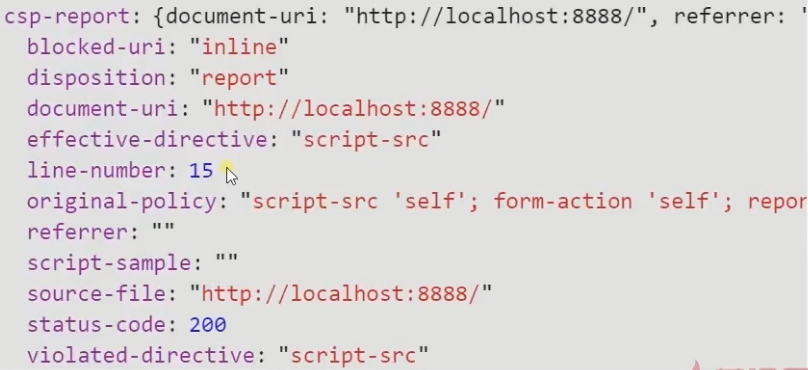 csp-report: {document-uri: "http://localhost:8888/", referrer: '
blocked-uri: "inline"
disposition: "report"
document-uri: "http://localhost:8888/"
effective-directive: "script-src"
line-number: 15
original-policy: "script-src 'self'; form-action 'self'; repor
referrer: ""
script-sample: ""
source-file: "http://localhost:8888/"
status-code: 200
violated-directive: "script-src"